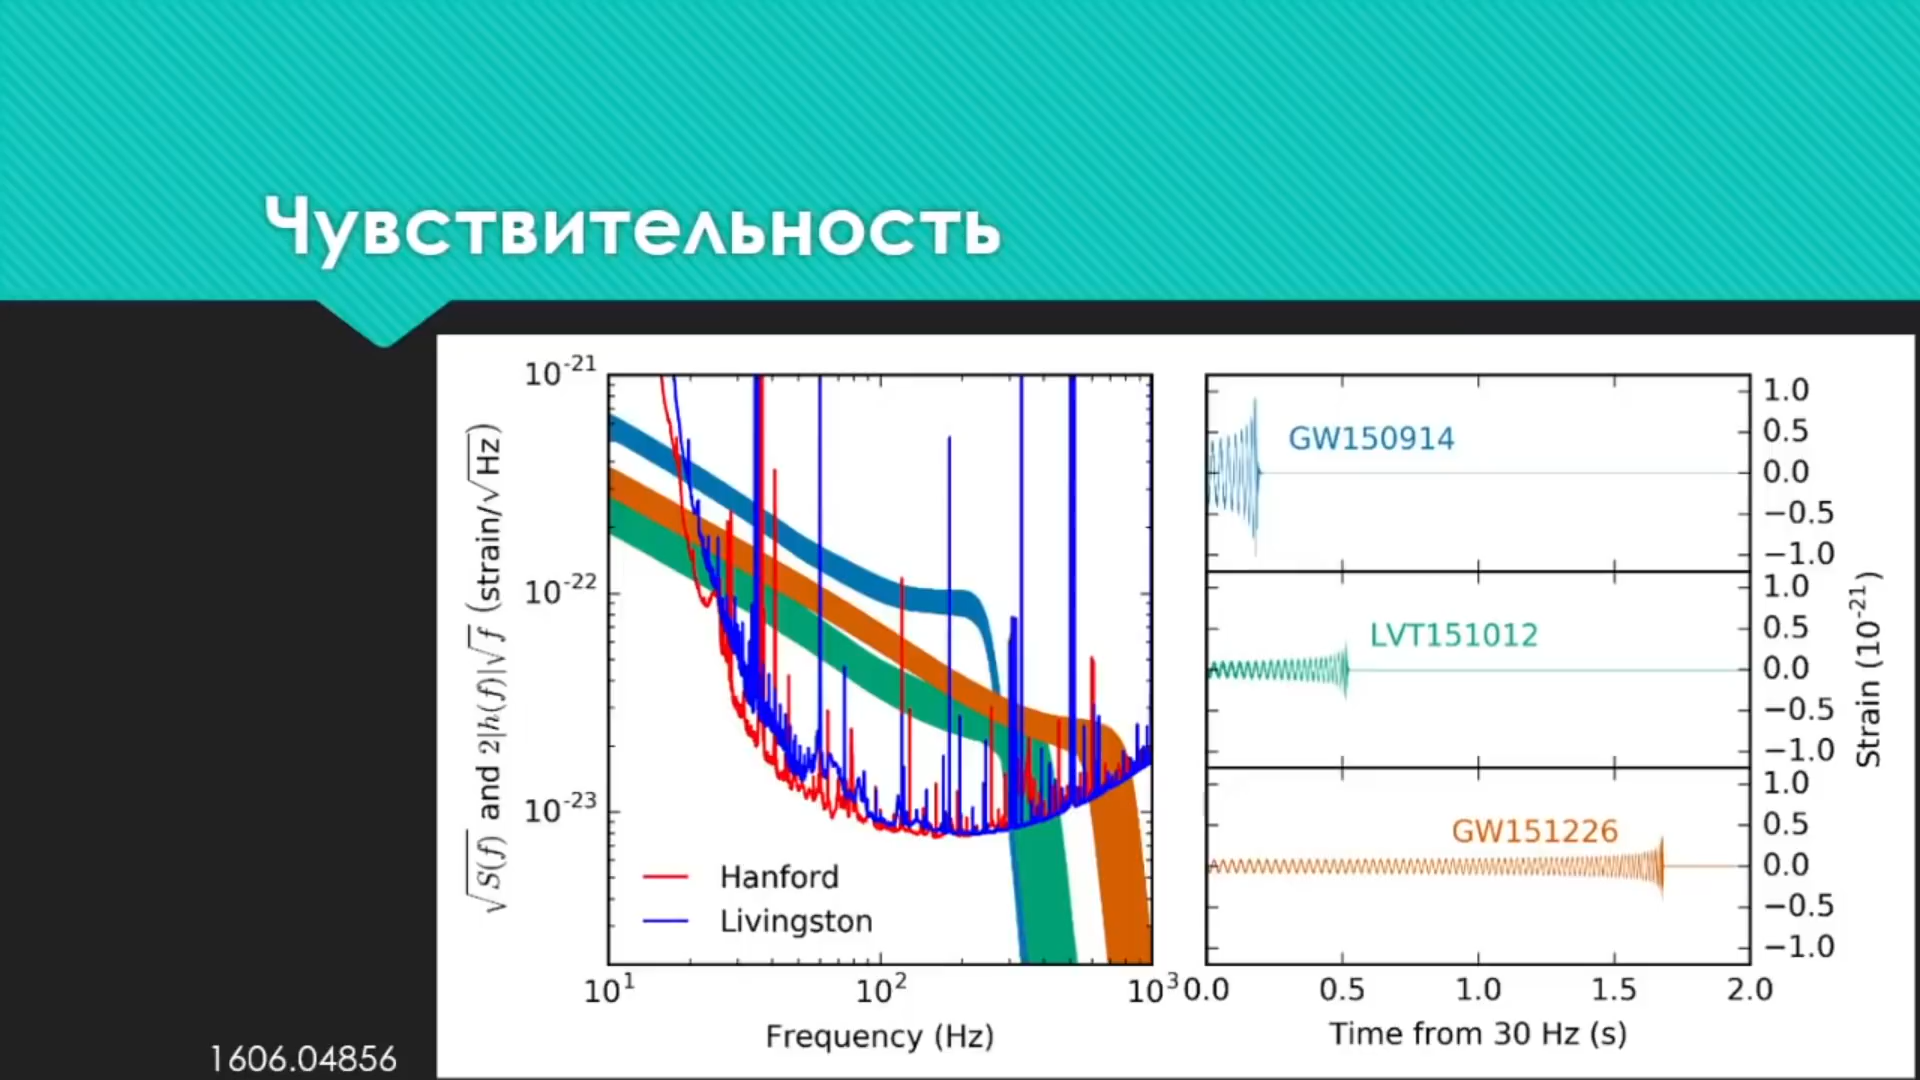 Чувствительность
10^-21
10^-22
10^-23
√S(f) and 2|h(f)|√f (strain/√Hz)
Hanford
Livingston
10^1 10^2 10^3
Frequency (Hz)
GW150914
1.0
0.5
0.0
−0.5
−1.0
LVT151012
1.0
0.5
0.0
−0.5
−1.0
GW151226
1.0
0.5
0.0
−0.5
−1.0
Strain (10^-21)
0.0 0.5 1.0 1.5 2.0
Time from 30 Hz (s)
1606.04856